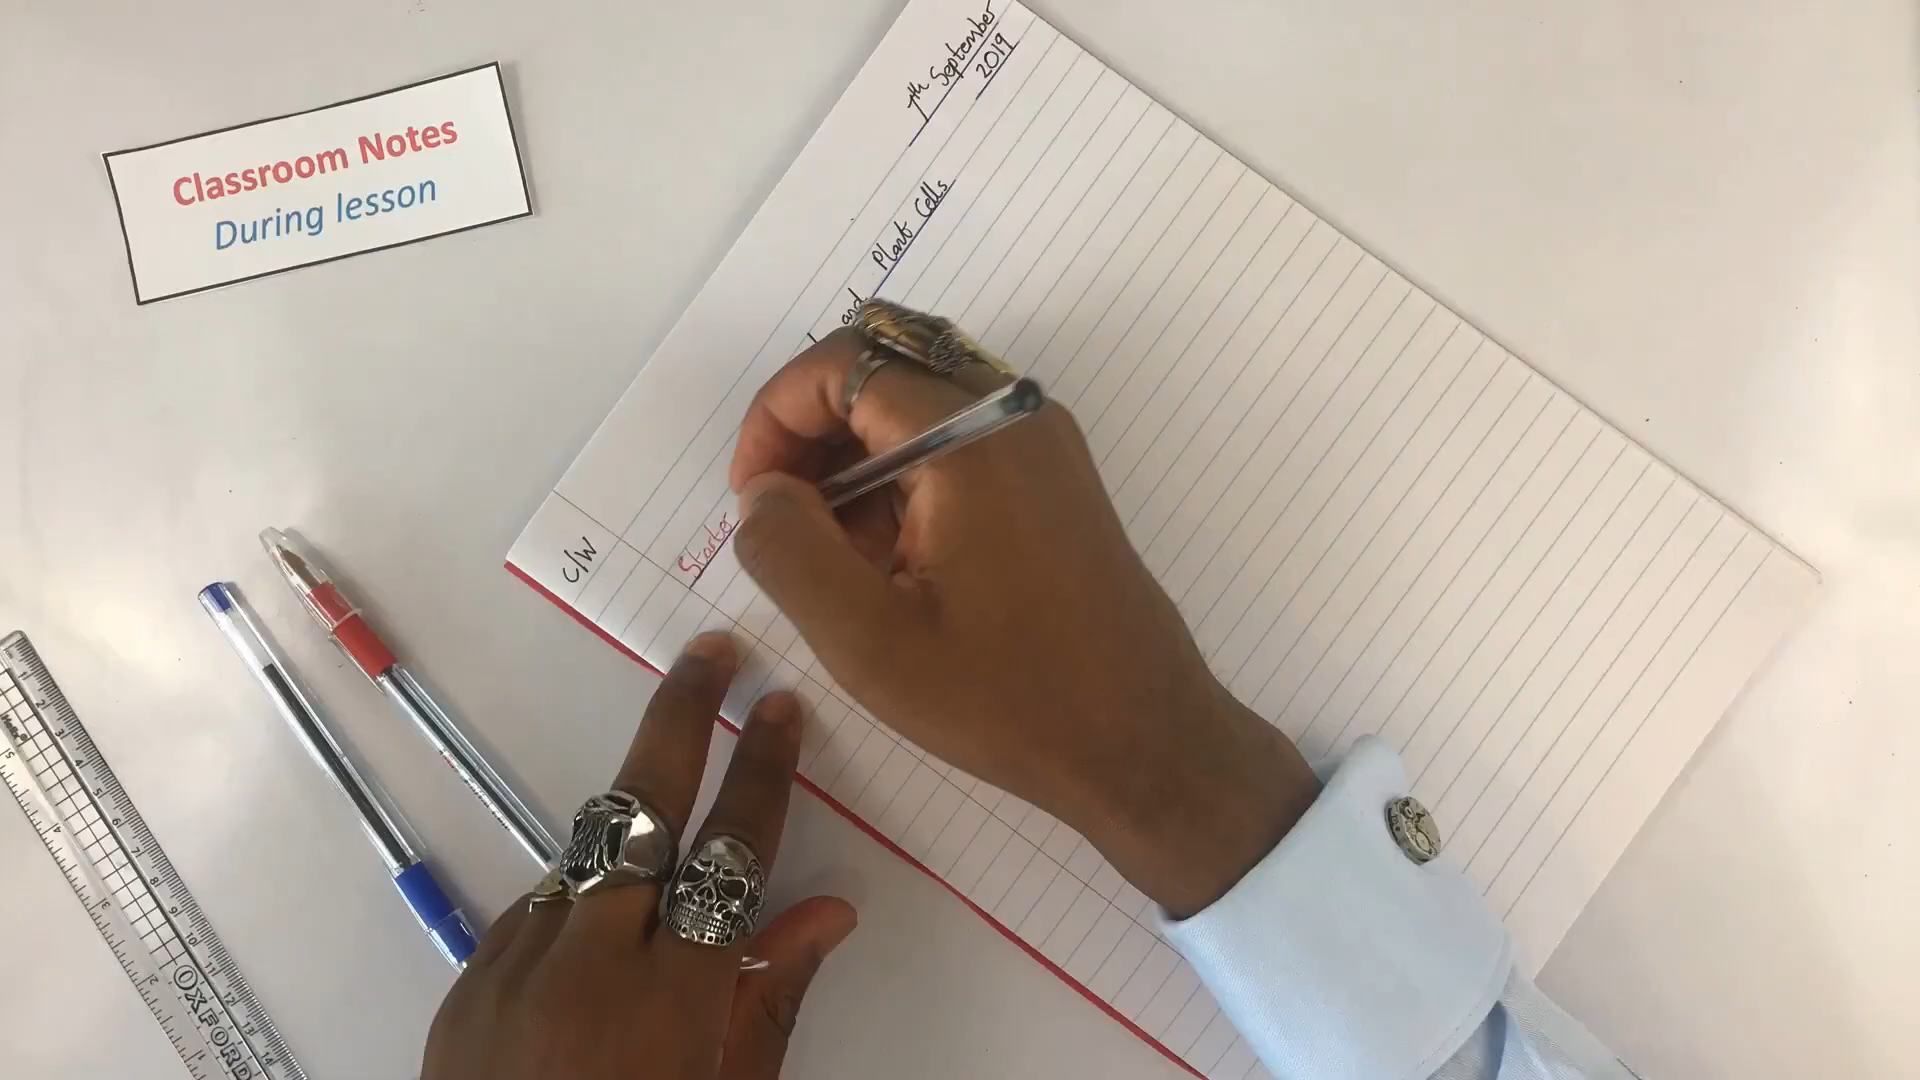 Classroom Notes
During lesson
7th September
2019
C/W
and Plant Cells
Starter
OXFORD